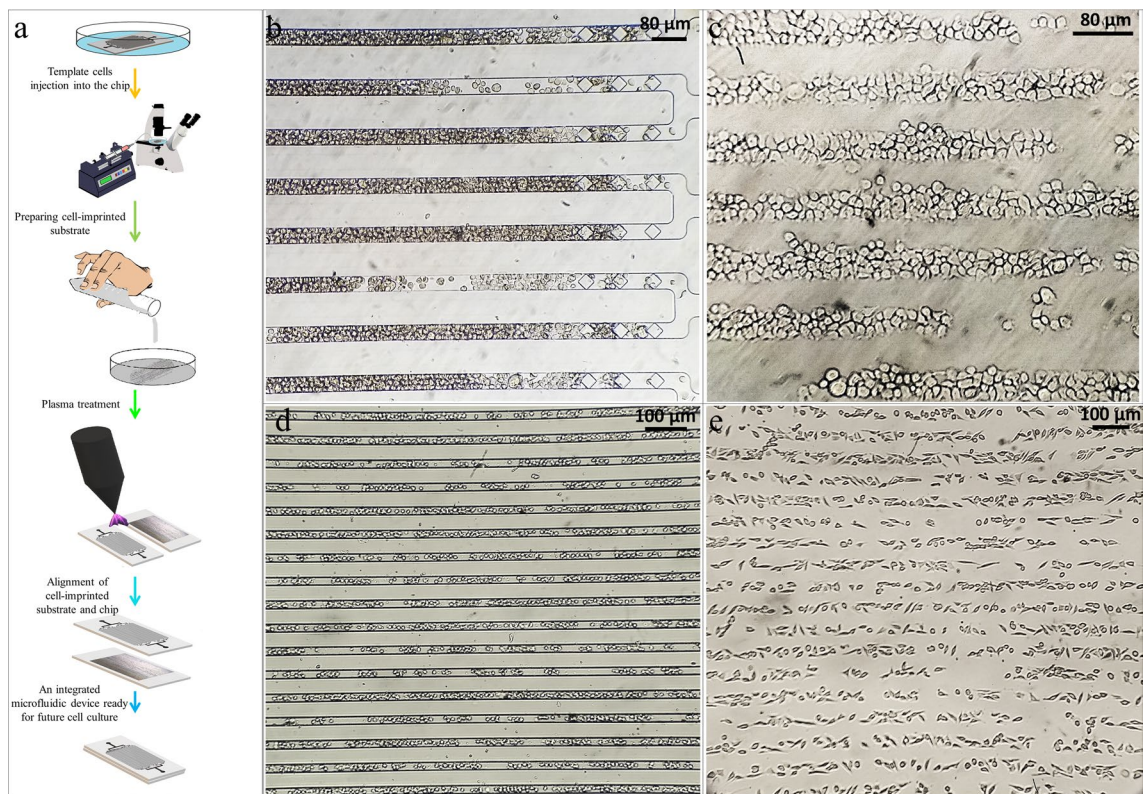 a
Template cells
injection into the chip
Preparing cell-imprinted
substrate
Plasma treatment
Alignment of
cell-imprinted
substrate and chip
An integrated
microfluidic device ready
for future cell culture
b
80 µm
c
80 µm
d
100 µm
e
100 µm